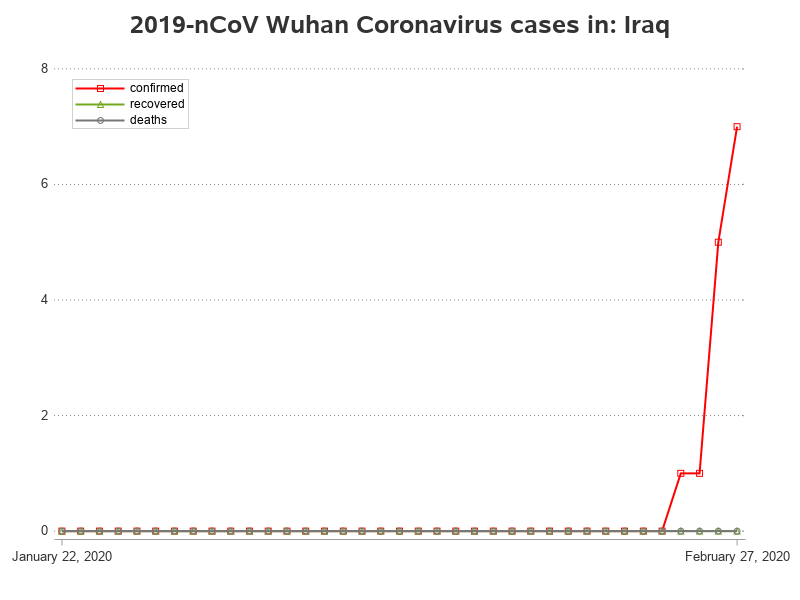 2019-nCoV Wuhan Coronavirus cases in: Iraq
8
confirmed
recovered
deaths
6
4
2
0
January 22, 2020
February 27, 2020